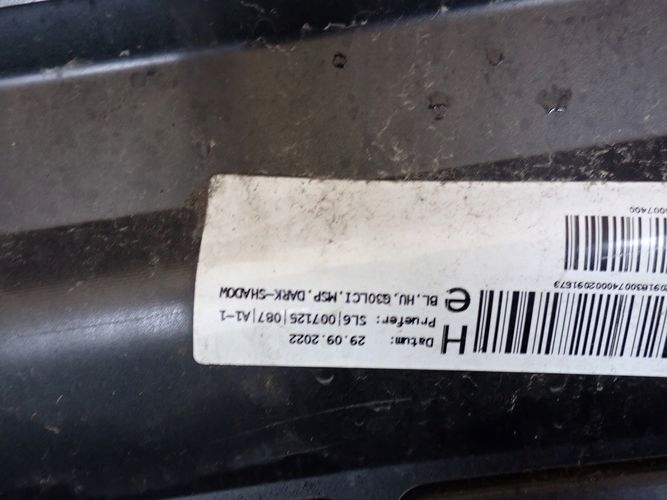 H
Datum: 29.09.2022
Pruefer: SL6|007125|087|A1-1
e
BL,HU,G30LCI,MSP,DARK-SHADOW